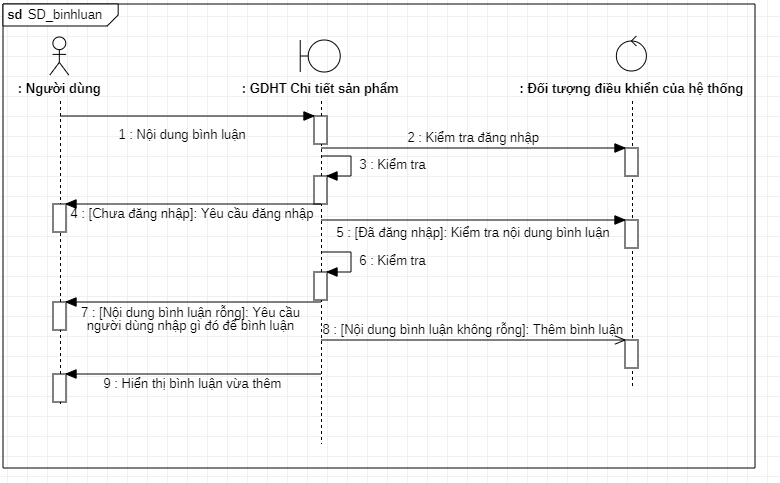 sd SD_binhluan
: Người dùng
: GDHT Chi tiết sản phẩm
: Đối tượng điều khiển của hệ thống
1 : Nội dung bình luận
2 : Kiểm tra đăng nhập
3 : Kiểm tra
4 : [Chưa đăng nhập]: Yêu cầu đăng nhập
5 : [Đã đăng nhập]: Kiểm tra nội dung bình luận
6 : Kiểm tra
7 : [Nội dung bình luận rỗng]: Yêu cầu
người dùng nhập gì đó để bình luận
8 : [Nội dung bình luận không rỗng]: Thêm bình luận
9 : Hiển thị bình luận vừa thêm